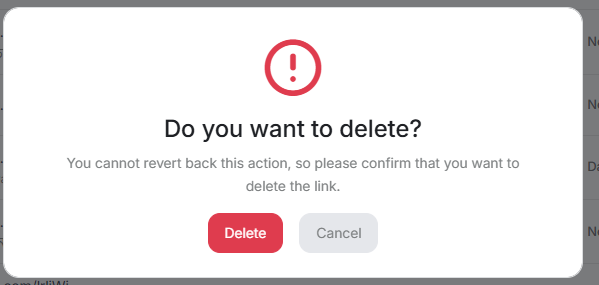 Do you want to delete?
You cannot revert back this action, so please confirm that you want to
delete the link.
Delete
Cancel